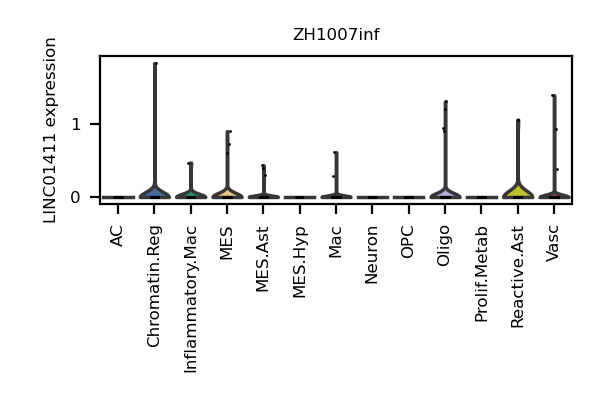 ZH1007inf
LINC01411 expression
1
0
AC
Chromatin.Reg
Inflammatory.Mac
MES
MES.Ast
MES.Hyp
Mac
Neuron
OPC
Oligo
Prolif.Metab
Reactive.Ast
Vasc